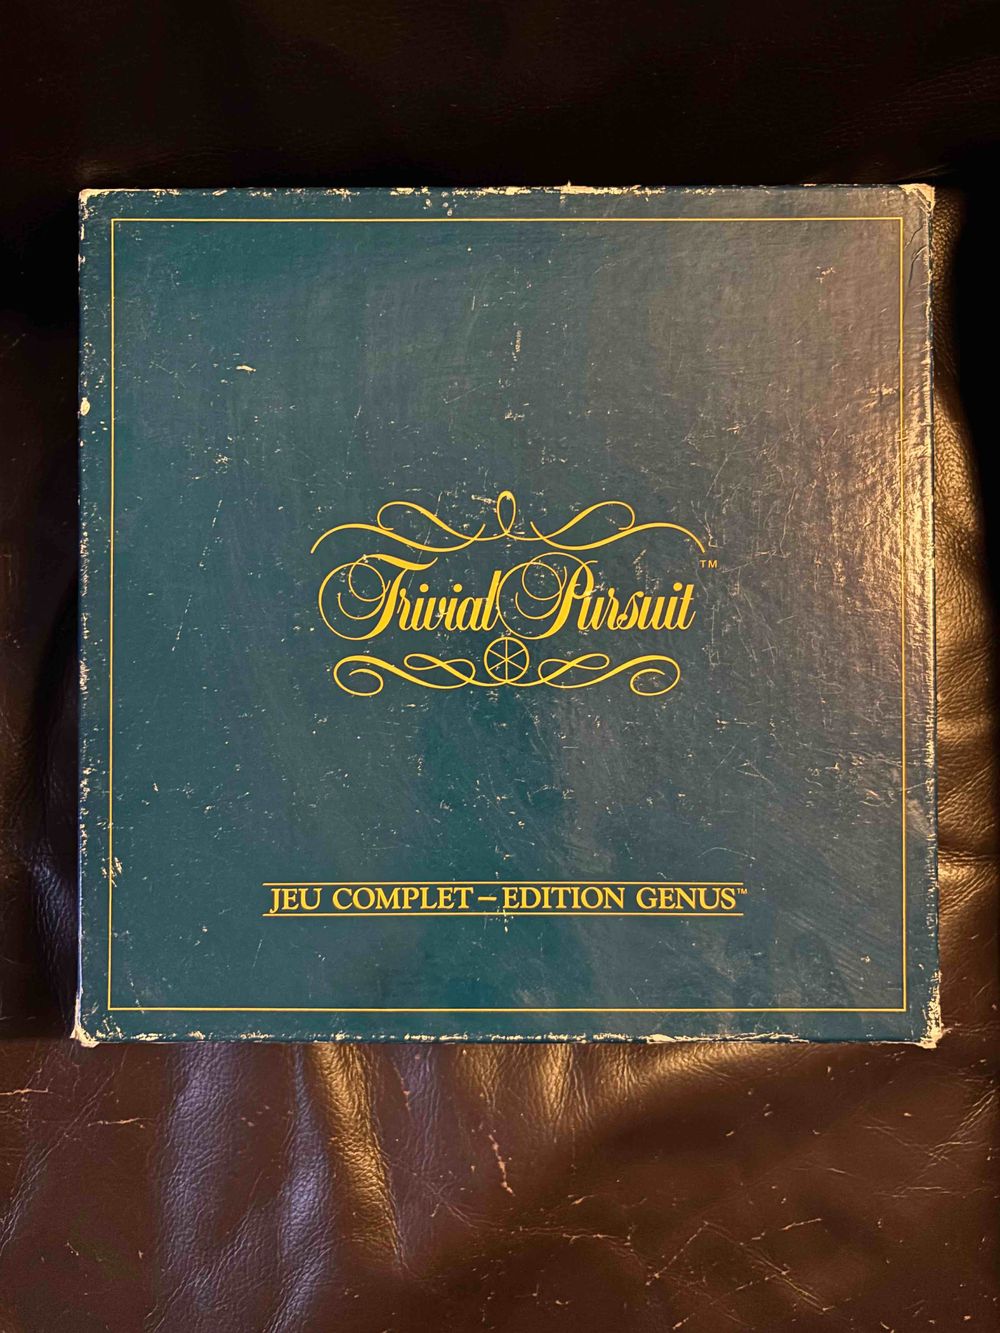 Trivial Pursuit™
JEU COMPLET – EDITION GENUS™